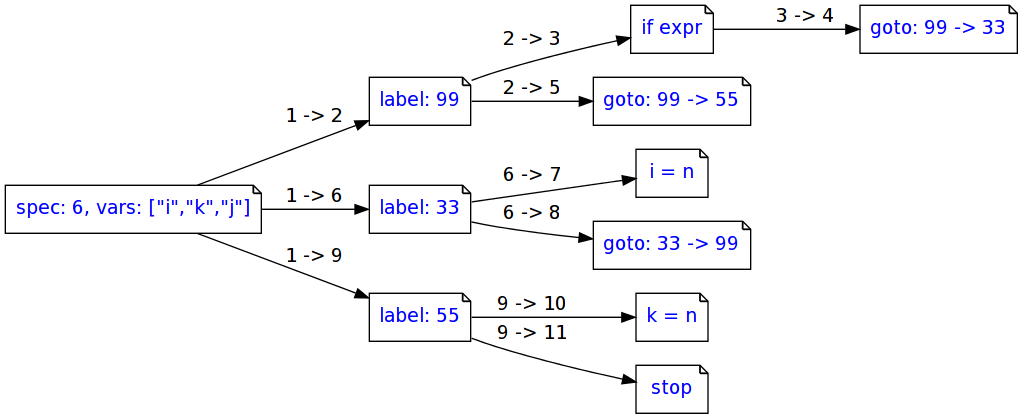 3 -> 4
if expr
goto: 99 -> 33
2 -> 3
2 -> 5
label: 99
goto: 99 -> 55
1 -> 2
i = n
6 -> 7
1 -> 6
spec: 6, vars: ["i","k","j"]
label: 33
6 -> 8
goto: 33 -> 99
1 -> 9
9 -> 10
label: 55
k = n
9 -> 11
stop